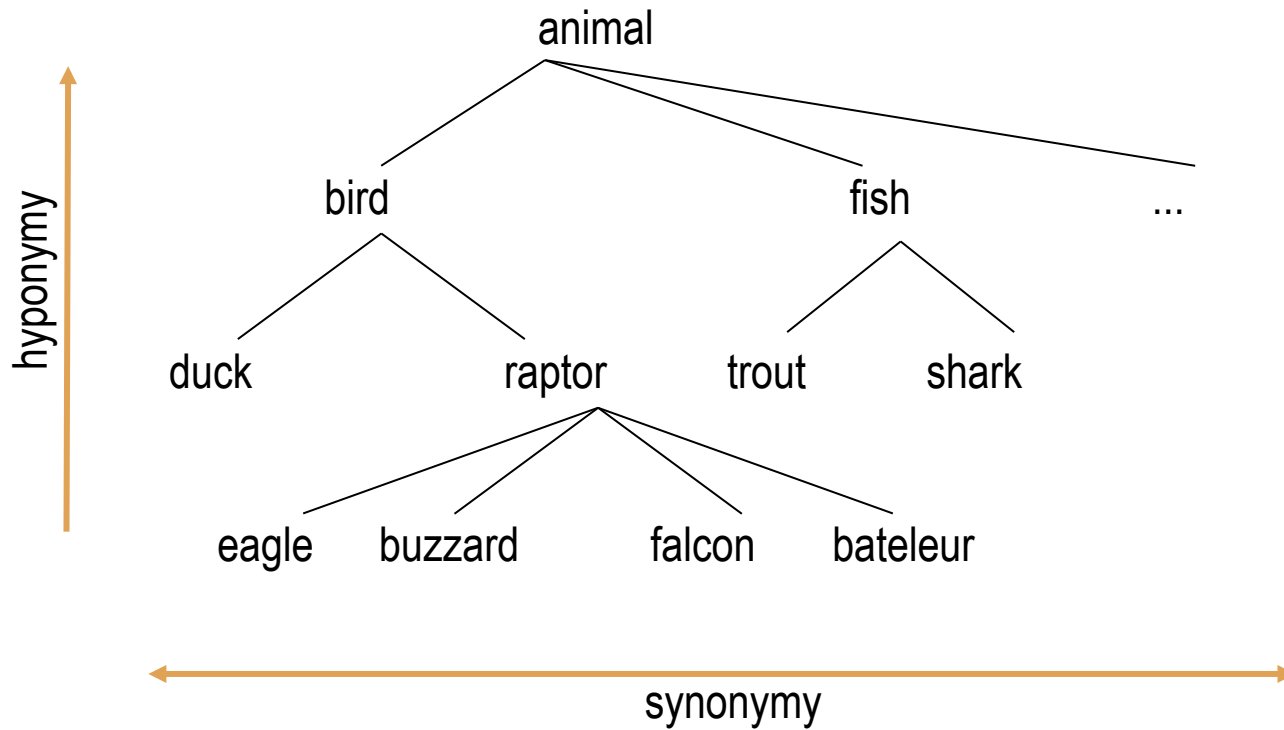 animal
hyponymy
bird fish ...
duck raptor trout shark
eagle buzzard falcon bateleur
synonymy